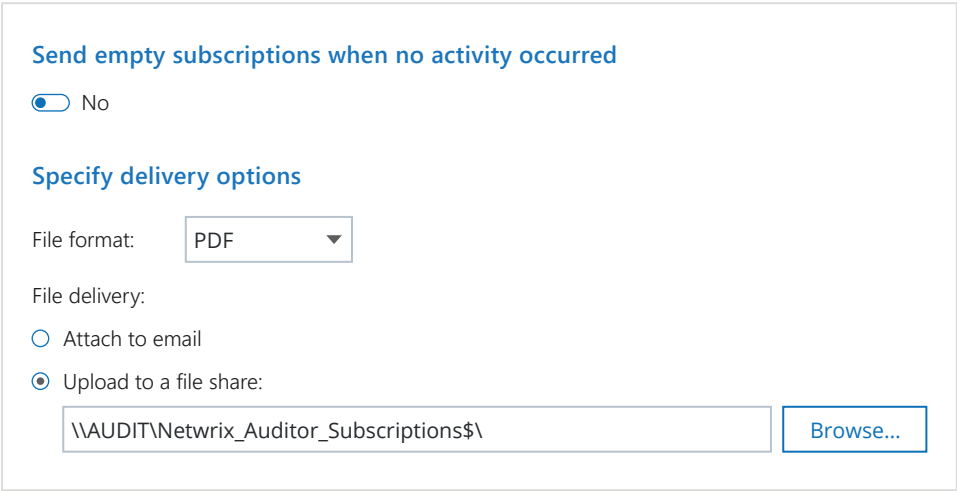 Send empty subscriptions when no activity occurred
No
Specify delivery options
File format: PDF
File delivery:
Attach to email
Upload to a file share:
\\AUDIT\Netwrix_Auditor_Subscriptions$\ Browse...